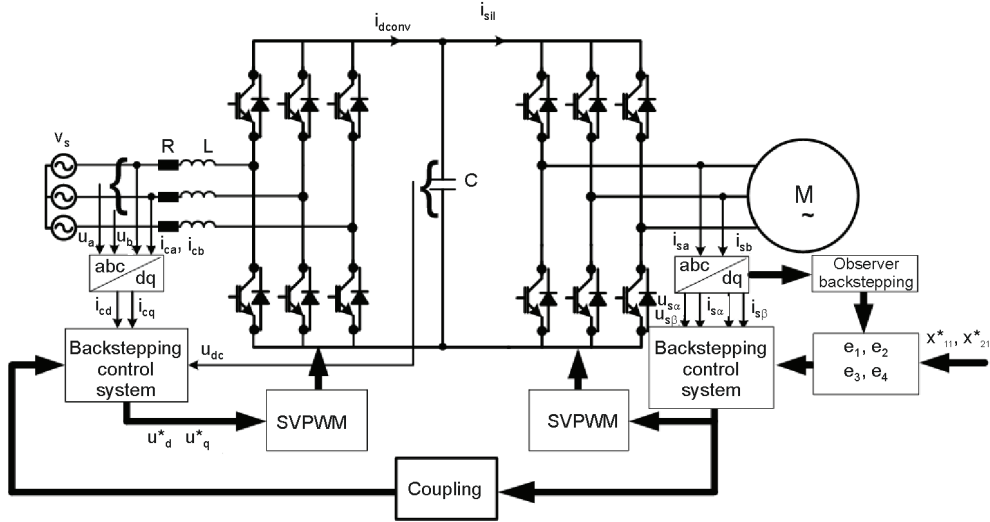 i_dconv
i_sil
v_s
R L
C
M
~
u_a u_b i_ca, i_cb
abc
dq
i_cd i_cq
Backstepping
control
system
u_dc
u*_d u*_q
SVPWM
SVPWM
Coupling
i_sa i_sb
abc
dq
Observer
backstepping
u_sα i_sα i_sβ
u_sβ
Backstepping
control
system
e_1, e_2
e_3, e_4
x*_11, x*_21